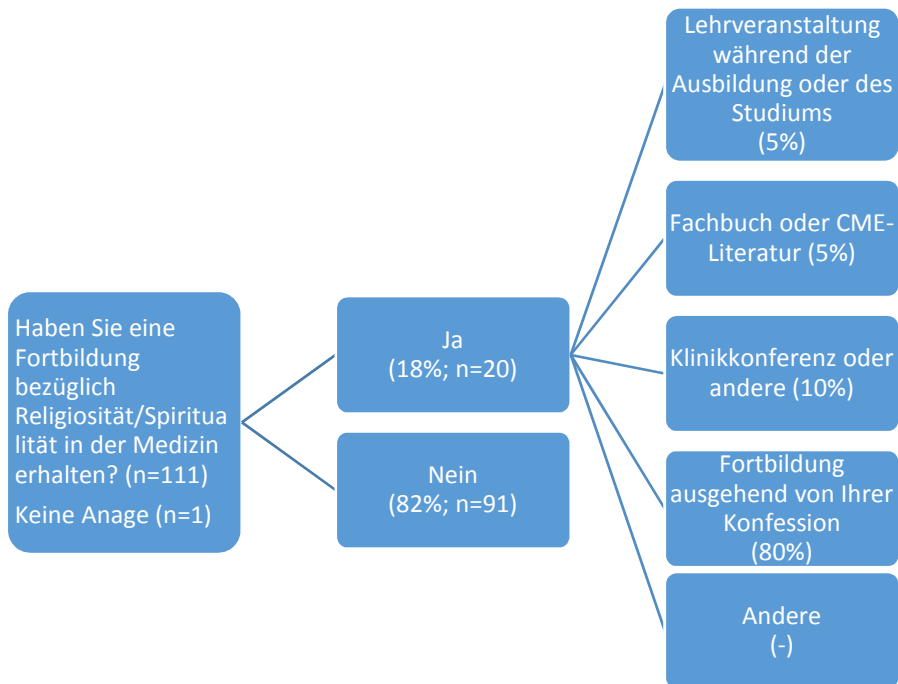 Haben Sie eine
Fortbildung
bezüglich
Religiosität/Spiritua
lität in der Medizin
erhalten? (n=111)
Keine Anage (n=1)
Ja
(18%; n=20)
Nein
(82%; n=91)
Lehrveranstaltung
während der
Ausbildung oder des
Studiums
(5%)
Fachbuch oder CME-
Literatur (5%)
Klinikkonferenz oder
andere (10%)
Fortbildung
ausgehend von Ihrer
Konfession
(80%)
Andere
(-)